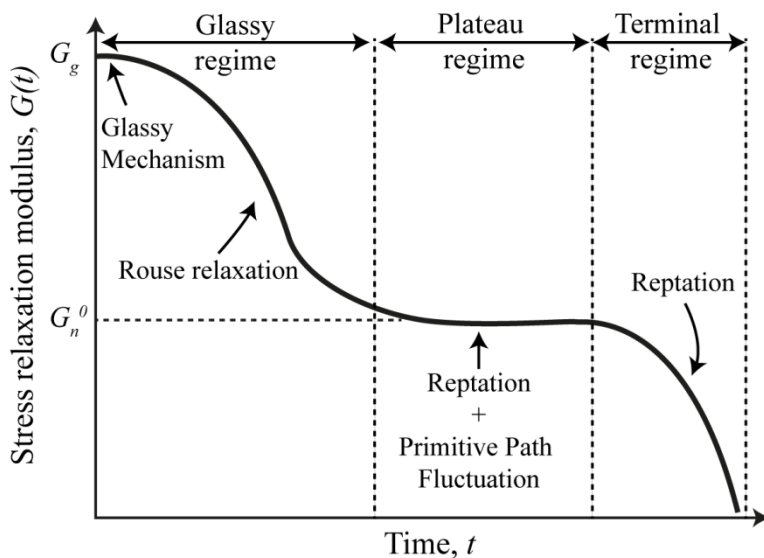 Glassy
regime
Plateau
regime
Terminal
regime
G_g
Glassy
Mechanism
Stress relaxation modulus, G(t)
Rouse relaxation
Reptation
G_n^0
Reptation
+
Primitive Path
Fluctuation
Time, t